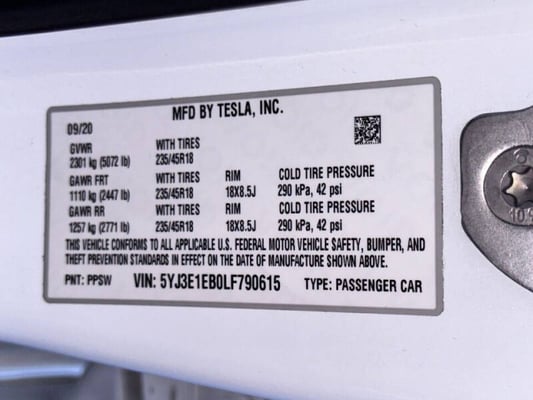 MFD BY TESLA, INC.
09/20
GVWR WITH TIRES
2301 kg (5072 lb) 235/45R18
GAWR FRT WITH TIRES RIM COLD TIRE PRESSURE
1110 kg (2447 lb) 235/45R18 18X8.5J 290 kPa, 42 psi
GAWR RR WITH TIRES RIM COLD TIRE PRESSURE
1257 kg (2771 lb) 235/45R18 18X8.5J 290 kPa, 42 psi
THIS VEHICLE CONFORMS TO ALL APPLICABLE U.S. FEDERAL MOTOR VEHICLE SAFETY, BUMPER, AND
THEFT PREVENTION STANDARDS IN EFFECT ON THE DATE OF MANUFACTURE SHOWN ABOVE.
PNT: PPSW VIN: 5YJ3E1EB0LF790615 TYPE: PASSENGER CAR